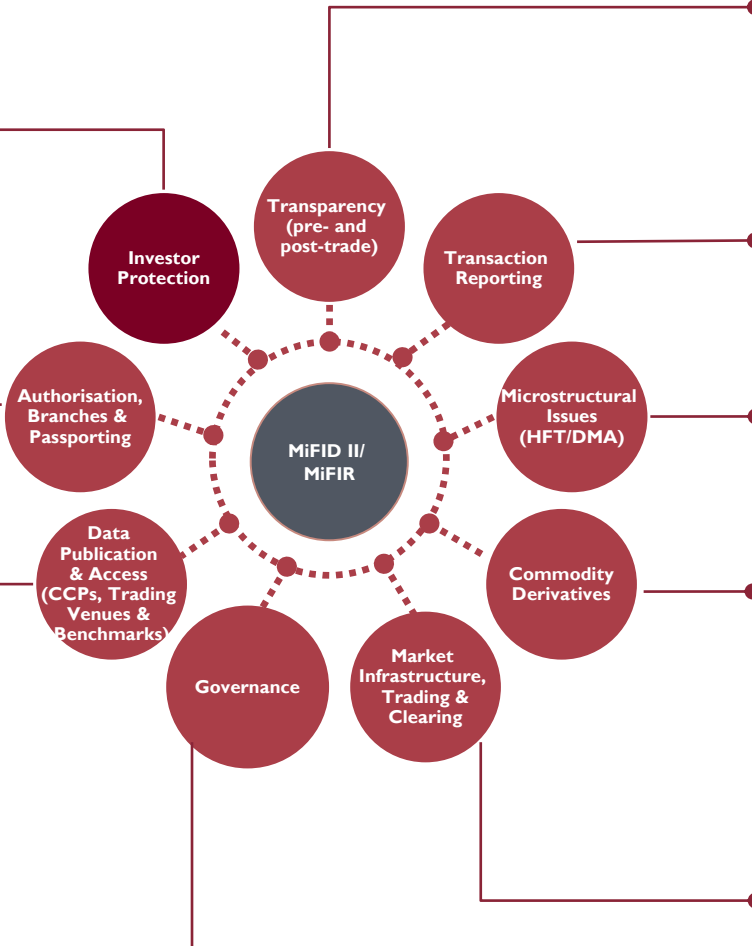 Transparency
(pre- and
post-trade)
Investor
Protection
Transaction
Reporting
Authorisation,
Branches &
Passporting
Microstructural
Issues
(HFT/DMA)
MiFID II/
MiFIR
Data
Publication
& Access
(CCPs, Trading
Venues &
Benchmarks)
Commodity
Derivatives
Governance
Market
Infrastructure,
Trading &
Clearing